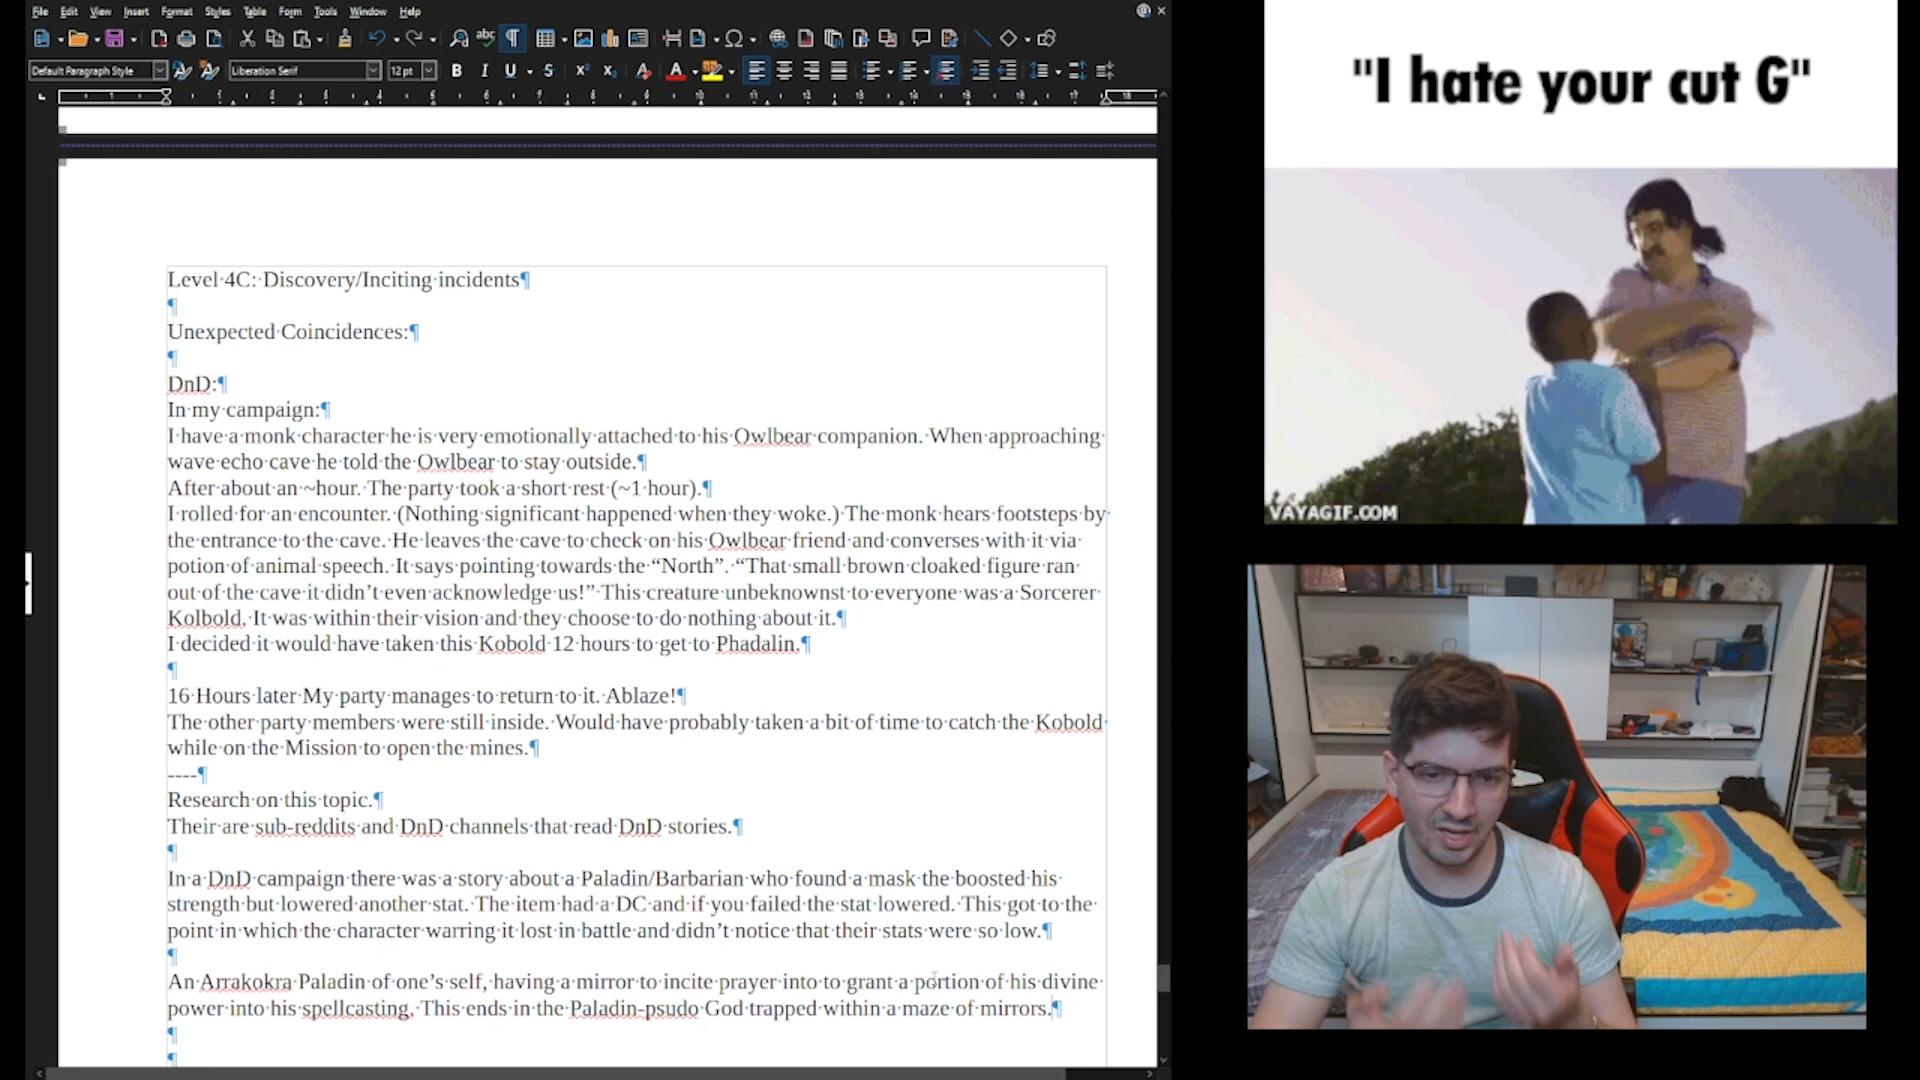 File Edit View Insert Format Styles Table Form Tools Window Help
Default Paragraph Style Liberation Serif 12 pt
Level 4C: Discovery/Inciting incidents¶
¶
Unexpected Coincidences:¶
¶
DnD:¶
In my campaign:¶
I have a monk character he is very emotionally attached to his Owlbear companion. When approaching
wave echo cave he told the Owlbear to stay outside.¶
After about an ~hour. The party took a short rest (~1 hour).¶
I rolled for an encounter. (Nothing significant happened when they woke.) The monk hears footsteps by
the entrance to the cave. He leaves the cave to check on his Owlbear friend and converses with it via
potion of animal speech. It says pointing towards the “North”. “That small brown cloaked figure ran
out of the cave it didn’t even acknowledge us!” This creature unbeknownst to everyone was a Sorcerer
Kolbold. It was within their vision and they choose to do nothing about it.¶
I decided it would have taken this Kobold 12 hours to get to Phadalin.¶
¶
16 Hours later My party manages to return to it. Ablaze!¶
The other party members were still inside. Would have probably taken a bit of time to catch the Kobold
while on the Mission to open the mines.¶
----¶
Research on this topic.¶
Their are sub-reddits and DnD channels that read DnD stories.¶
¶
In a DnD campaign there was a story about a Paladin/Barbarian who found a mask the boosted his
strength but lowered another stat. The item had a DC and if you failed the stat lowered. This got to the
point in which the character warring it lost in battle and didn’t notice that their stats were so low.¶
¶
An Arrakokra Paladin of one’s self, having a mirror to incite prayer into to grant a portion of his divine
power into his spellcasting. This ends in the Paladin-psudo God trapped within a maze of mirrors.¶
¶
¶
"I hate your cut G"
VAYAGIF.COM